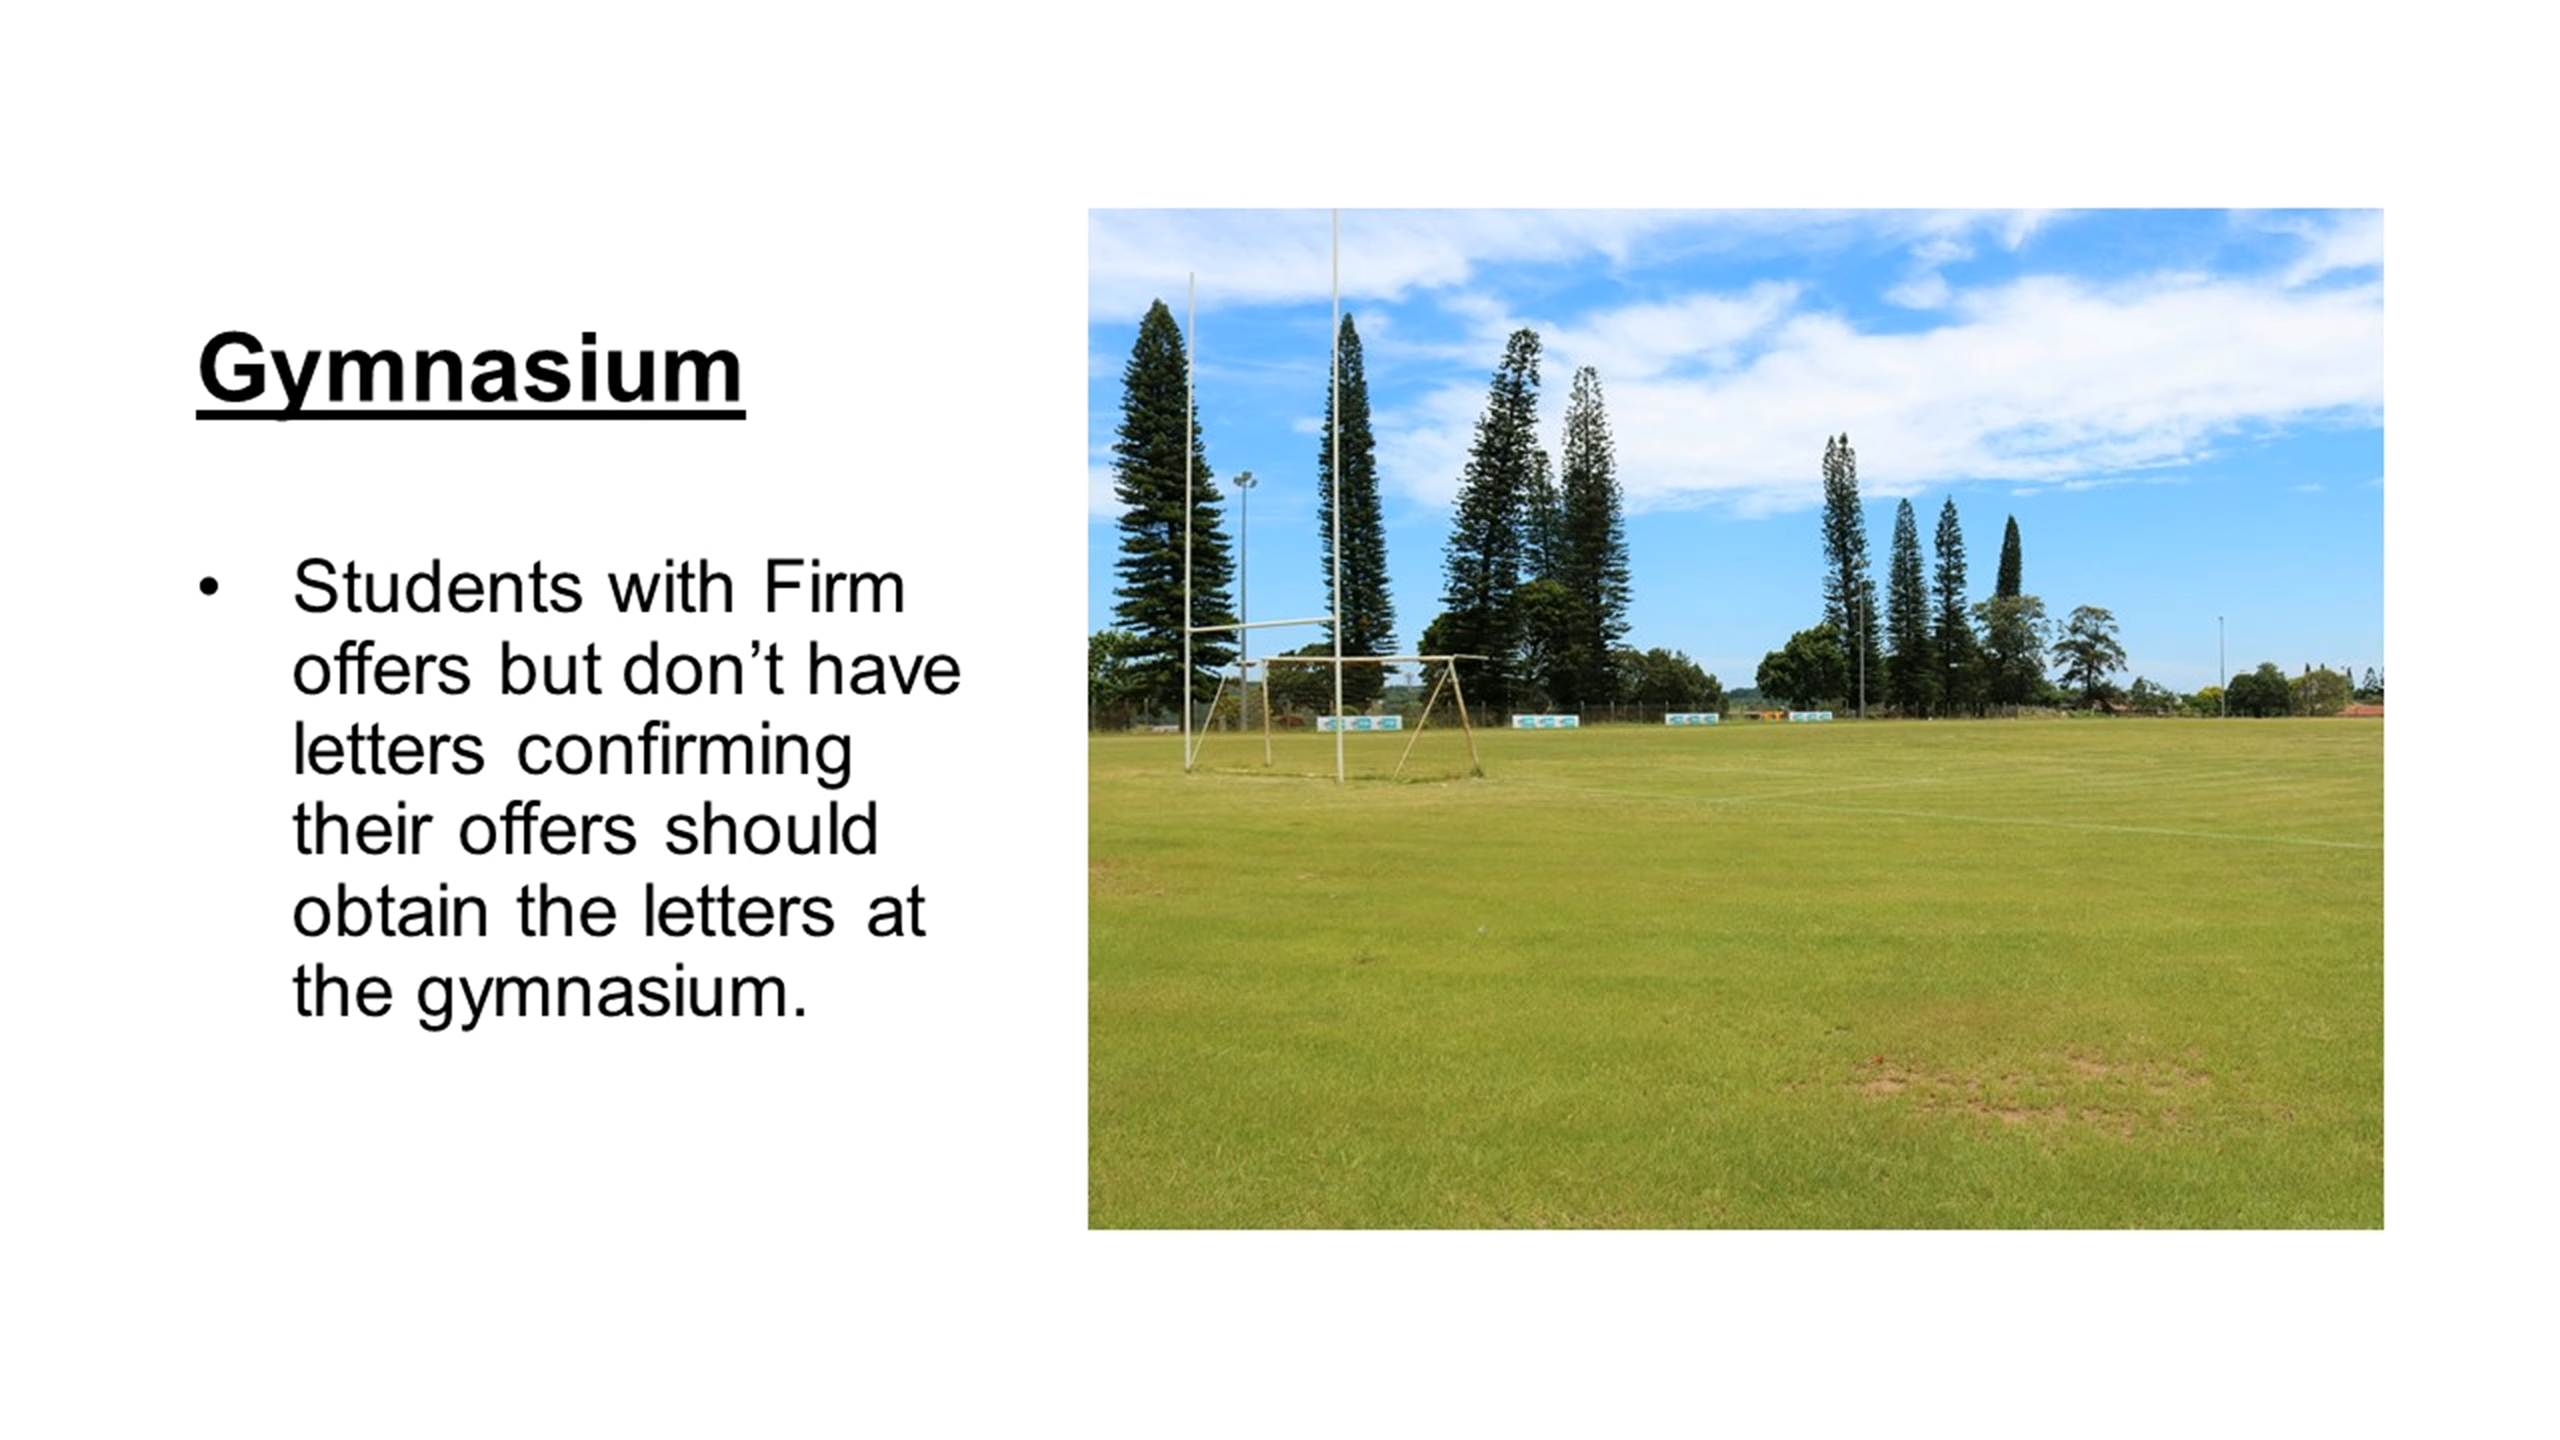 Gymnasium
• Students with Firm
offers but don’t have
letters confirming
their offers should
obtain the letters at
the gymnasium.